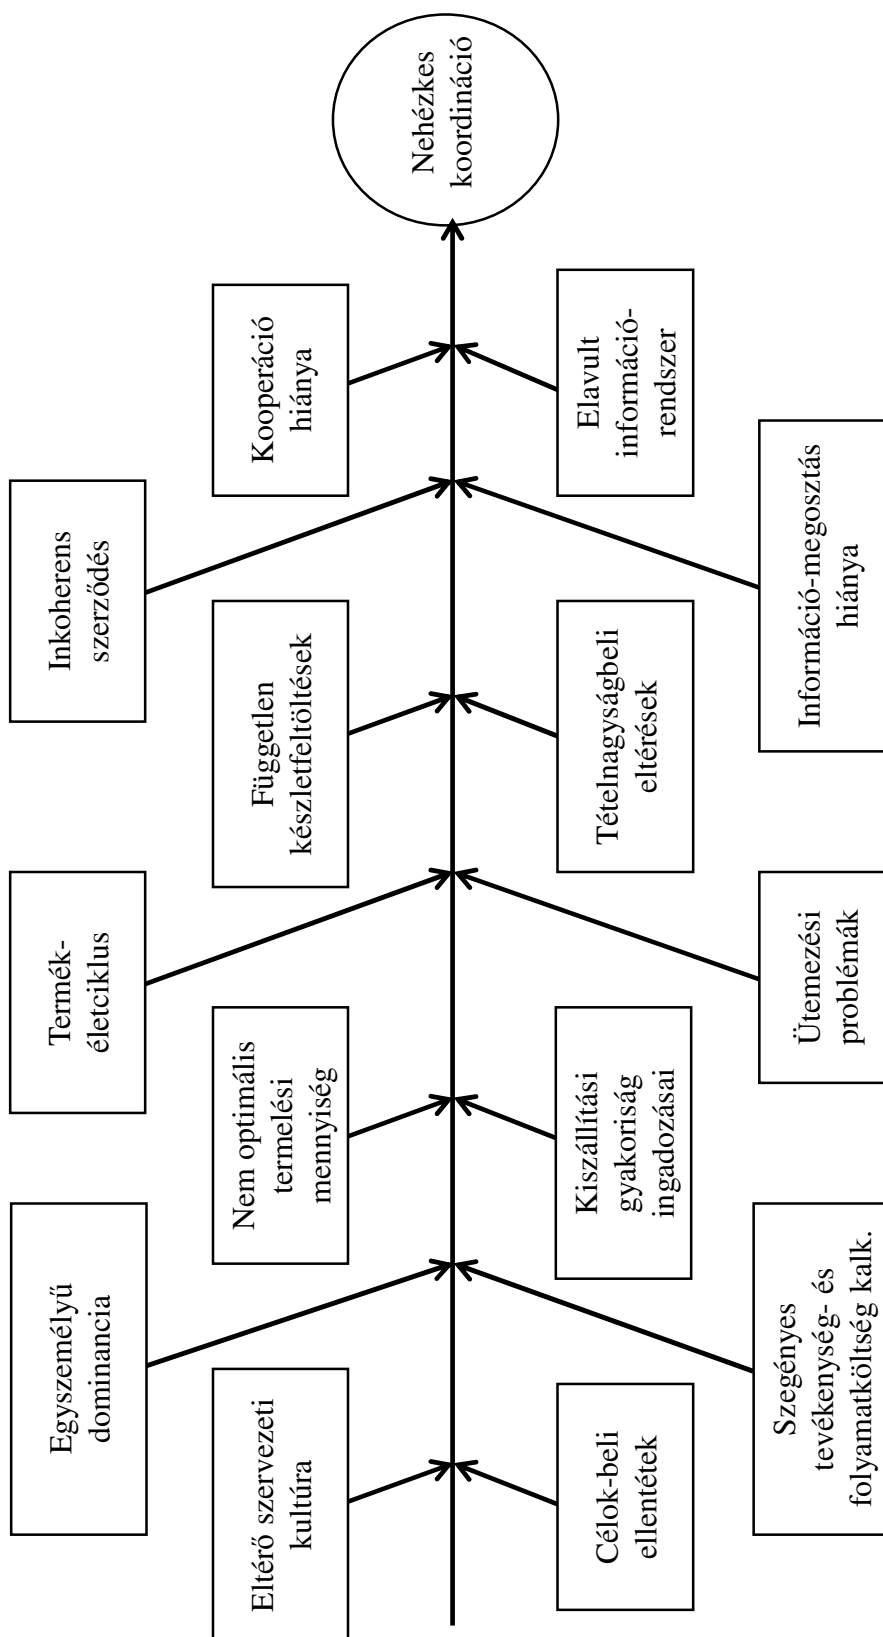 Egyszemélyű
dominancia
Termék-
életciklus
Inkoherens
szerződés
Eltérő szervezeti
kultúra
Nem optimális
termelési
mennyiség
Független
készletfeltöltések
Kooperáció
hiánya
Nehézkes
koordináció
Célok-beli
ellentétek
Kiszállítási
gyakoriság
ingadozásai
Tételnagyságbeli
eltérések
Elavult
információ-
rendszer
Szegényes
tevékenység- és
folyamatköltség kalk.
Ütemezési
problémák
Információ-megosztás
hiánya